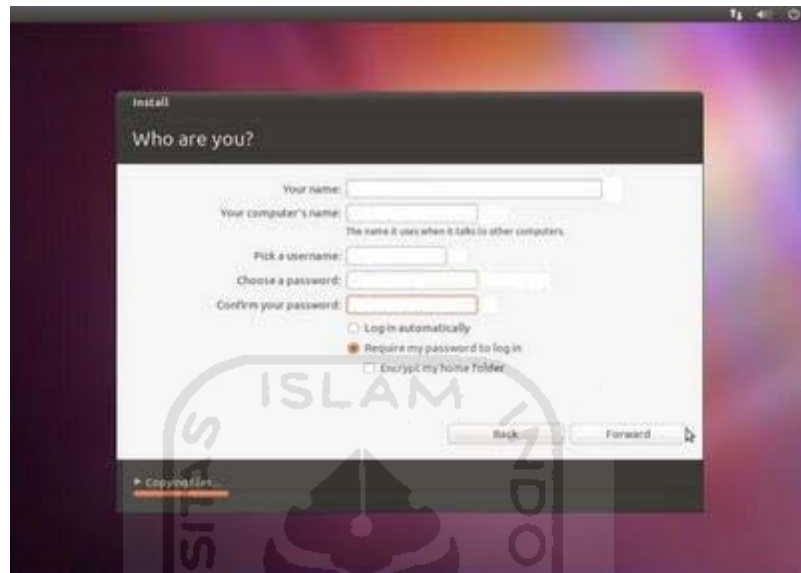 Install
Who are you?
Your name:
Your computer's name:
The name it uses when it talks to other computers.
Pick a username:
Choose a password:
Confirm your password:
Log in automatically
Require my password to log in
Encrypt my home folder
ISLAM
Back
Forward
Copying files...
SITAS
INDO